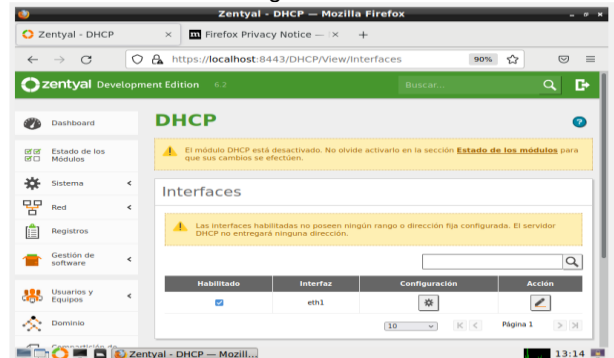 Zentyal - DHCP — Mozilla Firefox
Zentyal - DHCP
Firefox Privacy Notice —
https://localhost:8443/DHCP/View/Interfaces
90%
zentyal Development Edition 6.2
Buscar...
Dashboard
Estado de los
Módulos
Sistema
Red
Registros
Gestión de
software
Usuarios y
Equipos
Dominio
DHCP
El módulo DHCP está desactivado. No olvide activarlo en la sección Estado de los módulos para
que sus cambios se efectúen.
Interfaces
Las interfaces habilitadas no poseen ningún rango o dirección fija configurada. El servidor
DHCP no entregará ninguna dirección.
Habilitado Interfaz Configuración Acción
eth1
10 Página 1
Zentyal - DHCP — Mozill...
13:14